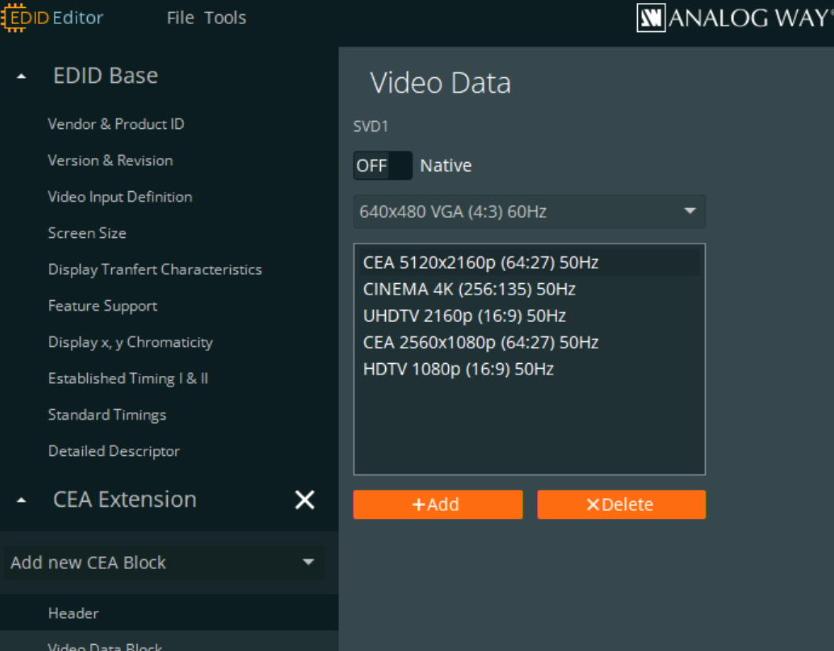 EDID Editor File Tools
ANALOG WAY®
EDID Base
Vendor & Product ID
Version & Revision
Video Input Definition
Screen Size
Display Tranfert Characteristics
Feature Support
Display x, y Chromaticity
Established Timing I & II
Standard Timings
Detailed Descriptor
CEA Extension
Add new CEA Block
Header
Video Data Block
Video Data
SVD1
OFF Native
640x480 VGA (4:3) 60Hz
CEA 5120x2160p (64:27) 50Hz
CINEMA 4K (256:135) 50Hz
UHDTV 2160p (16:9) 50Hz
CEA 2560x1080p (64:27) 50Hz
HDTV 1080p (16:9) 50Hz
+Add
×Delete